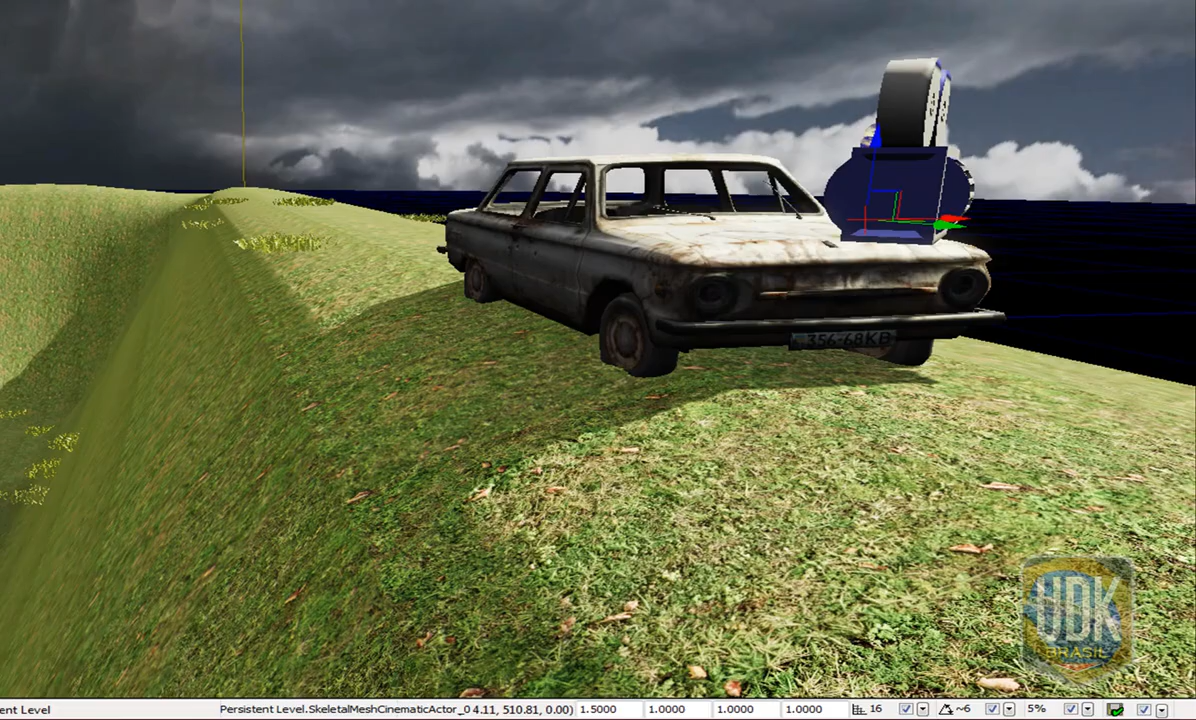 356-68KB
UDK
BRASIL
ent Level
Persistent Level.SkeletalMeshCinematicActor_0 4.11, 510.81, 0.00) 1.5000 1.0000 1.0000 1.0000 16 ~6 5%